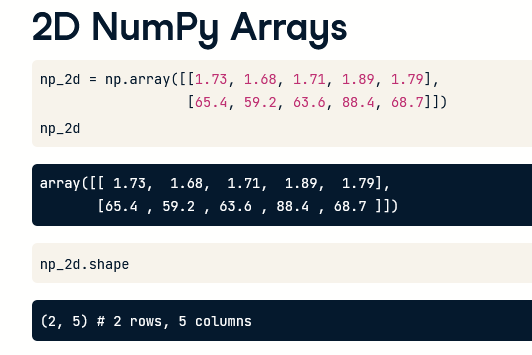 2D NumPy Arrays
np_2d = np.array([[1.73, 1.68, 1.71, 1.89, 1.79],
                  [65.4, 59.2, 63.6, 88.4, 68.7]])
np_2d
array([[ 1.73,  1.68,  1.71,  1.89,  1.79],
       [65.4 , 59.2 , 63.6 , 88.4 , 68.7 ]])
np_2d.shape
(2, 5) # 2 rows, 5 columns